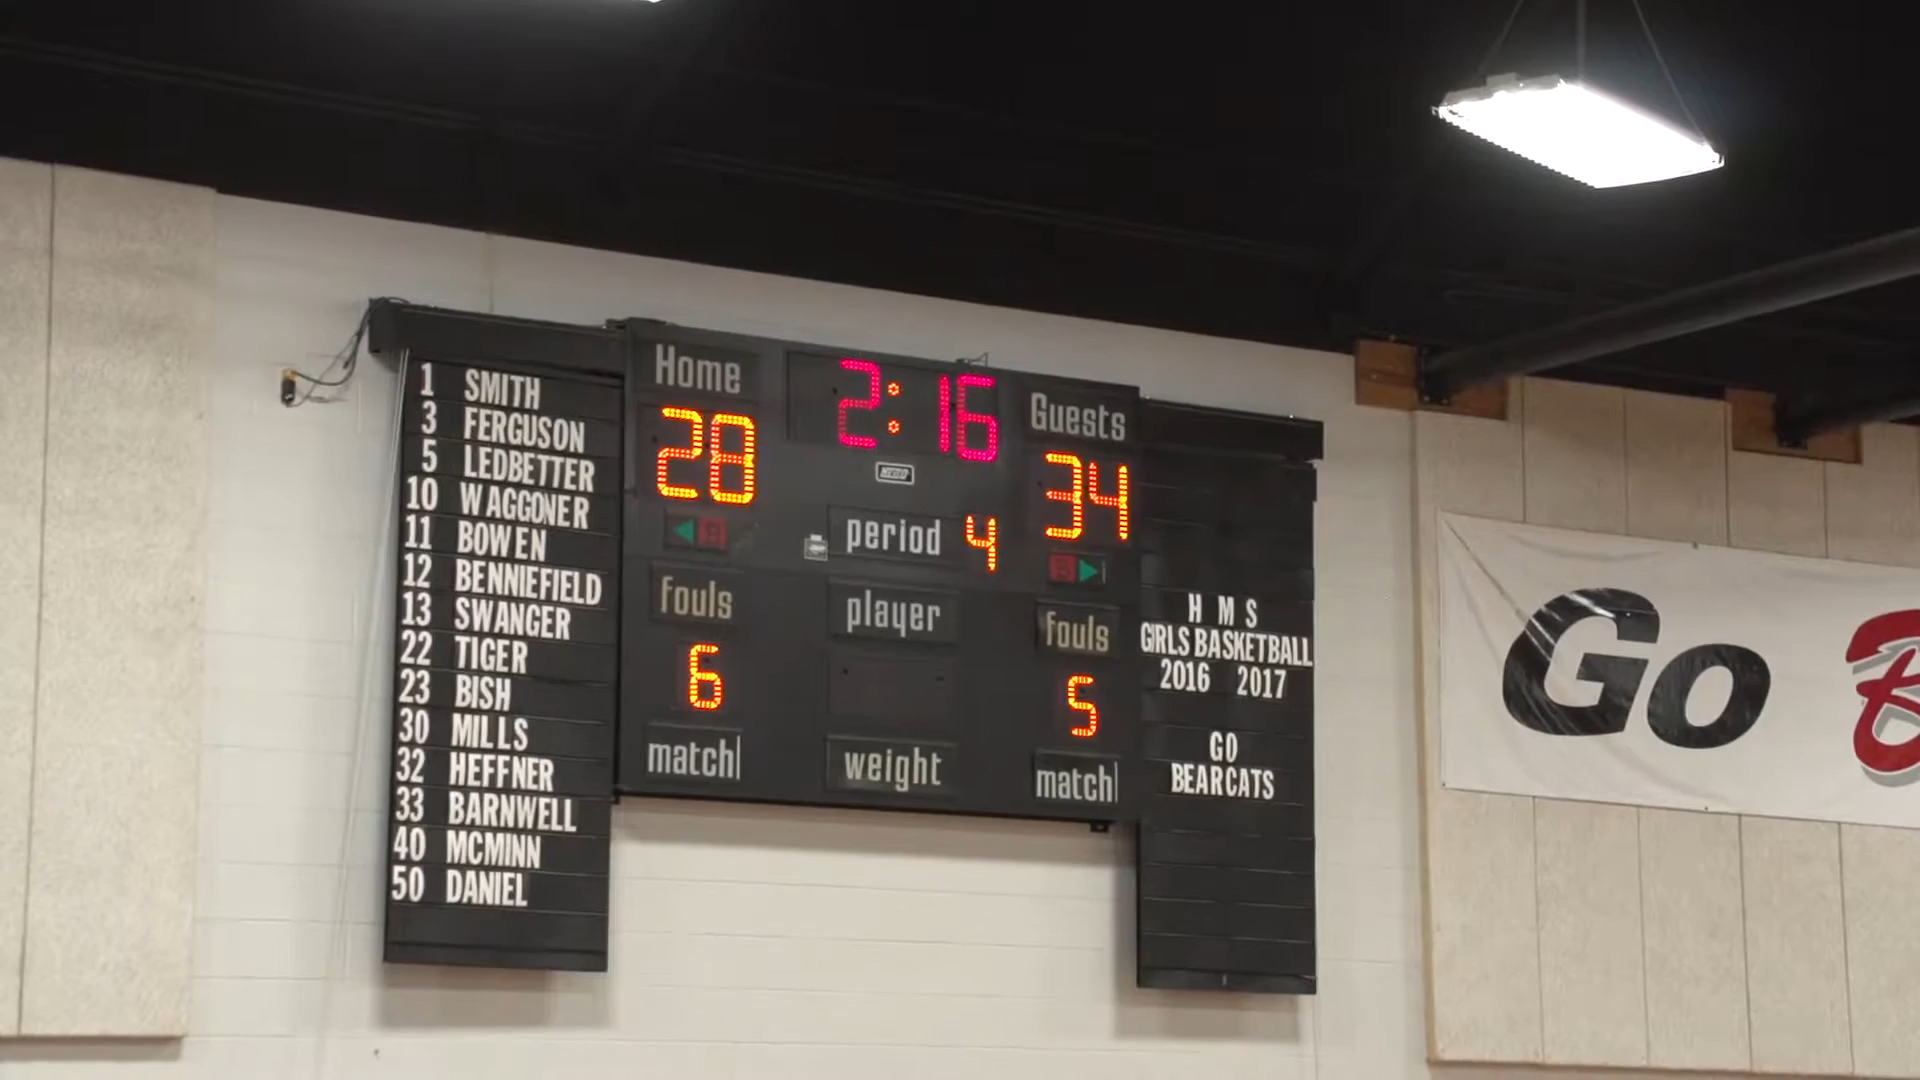 1 SMITH
3 FERGUSON
5 LEDBETTER
10 WAGGONER
11 BOWEN
12 BENNIEFIELD
13 SWANGER
22 TIGER
23 BISH
30 MILLS
32 HEFFNER
33 BARNWELL
40 MCMINN
50 DANIEL
Home 2:16 Guests
28 34
period 4
fouls player fouls
6 5
match weight match
H M S
GIRLS BASKETBALL
2016 2017
GO
BEARCATS
Go